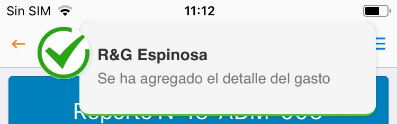 Sin SIM 11:12
R&G Espinosa
Se ha agregado el detalle del gasto
Reporte N°